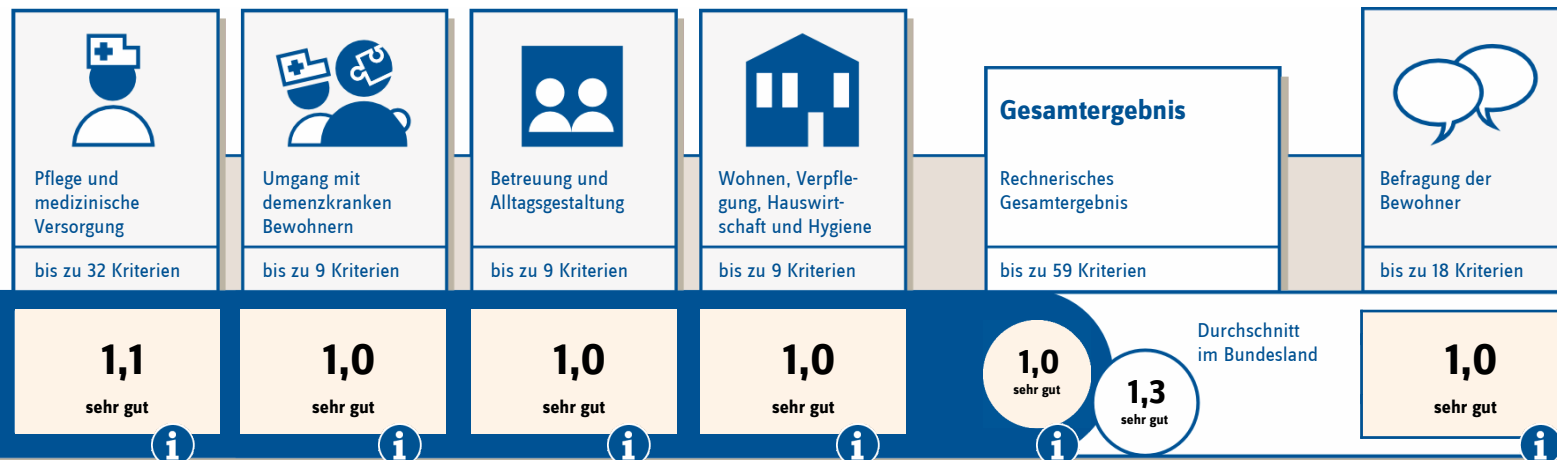 Pflege und
medizinische
Versorgung
bis zu 32 Kriterien
1,1
sehr gut
i
Umgang mit
demenzkranken
Bewohnern
bis zu 9 Kriterien
1,0
sehr gut
i
Betreuung und
Alltagsgestaltung
bis zu 9 Kriterien
1,0
sehr gut
i
Wohnen, Verpfle-
gung, Hauswirt-
schaft und Hygiene
bis zu 9 Kriterien
1,0
sehr gut
i
Gesamtergebnis
Rechnerisches
Gesamtergebnis
bis zu 59 Kriterien
1,0
sehr gut
i
Durchschnitt
im Bundesland
1,3
sehr gut
Befragung der
Bewohner
bis zu 18 Kriterien
1,0
sehr gut
i